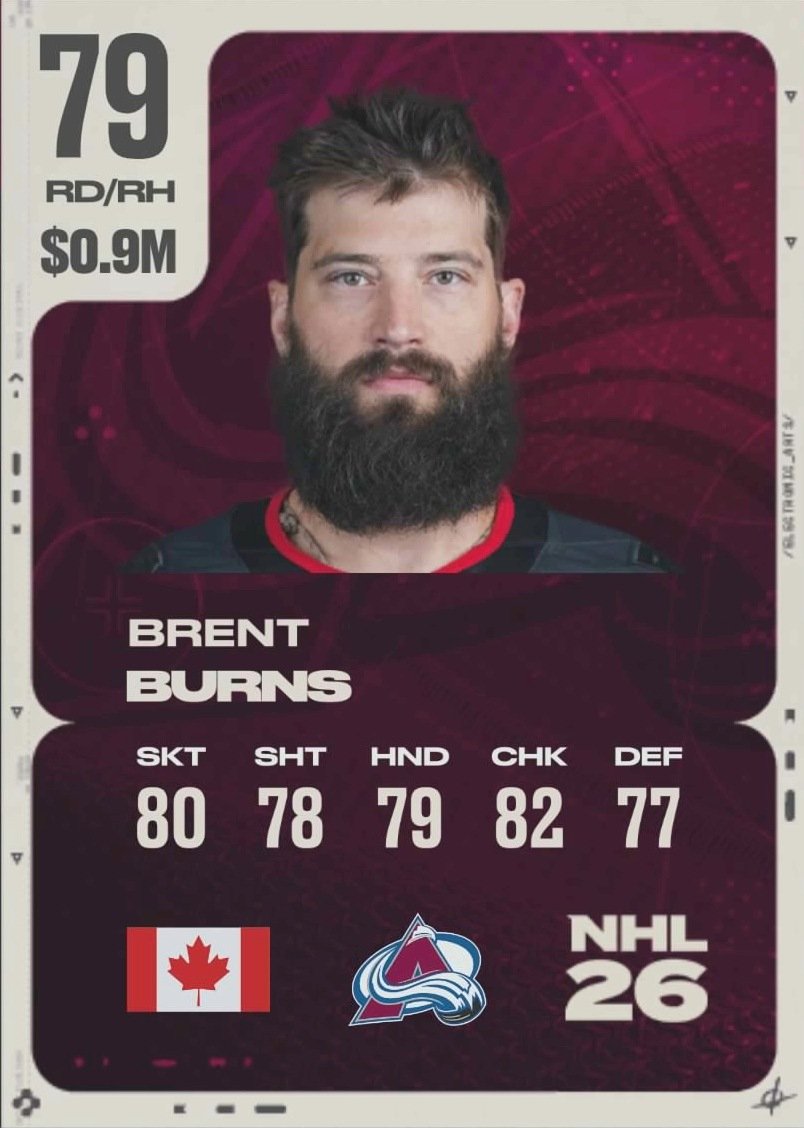 79
RD/RH
$0.9M
BRENT
BURNS
SKT SHT HND CHK DEF
80 78 79 82 77
NHL
26
/ELECTRONIC_ARTS/